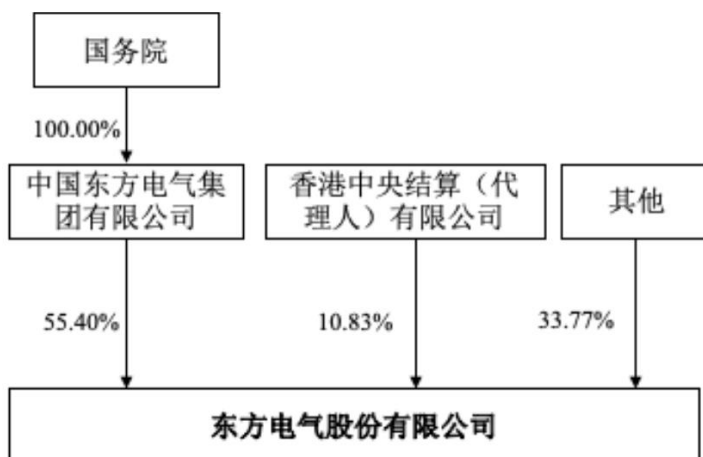 国务院
100.00%
中国东方电气集
团有限公司
香港中央结算（代
理人）有限公司
其他
55.40%
10.83%
33.77%
东方电气股份有限公司